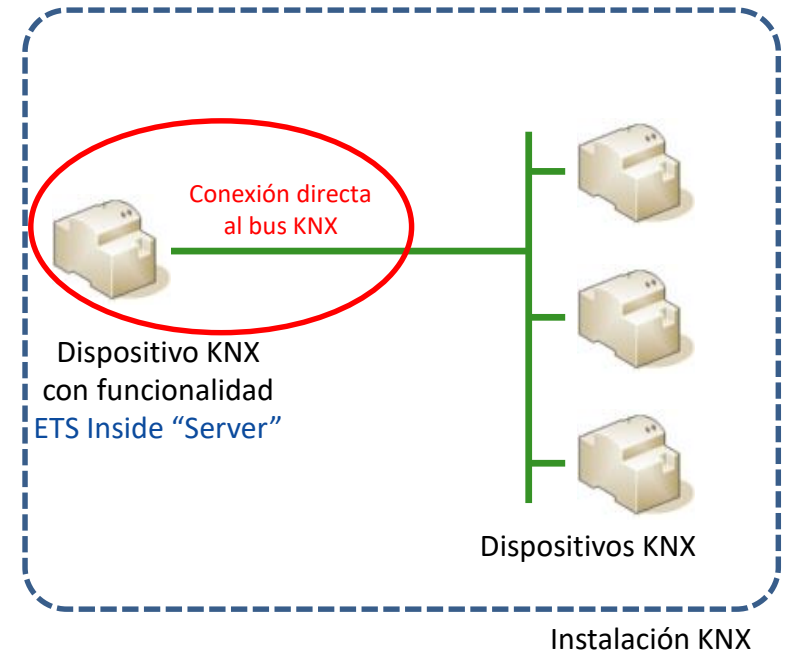 Conexión directa
al bus KNX
Dispositivo KNX
con funcionalidad
ETS Inside “Server”
Dispositivos KNX
Instalación KNX